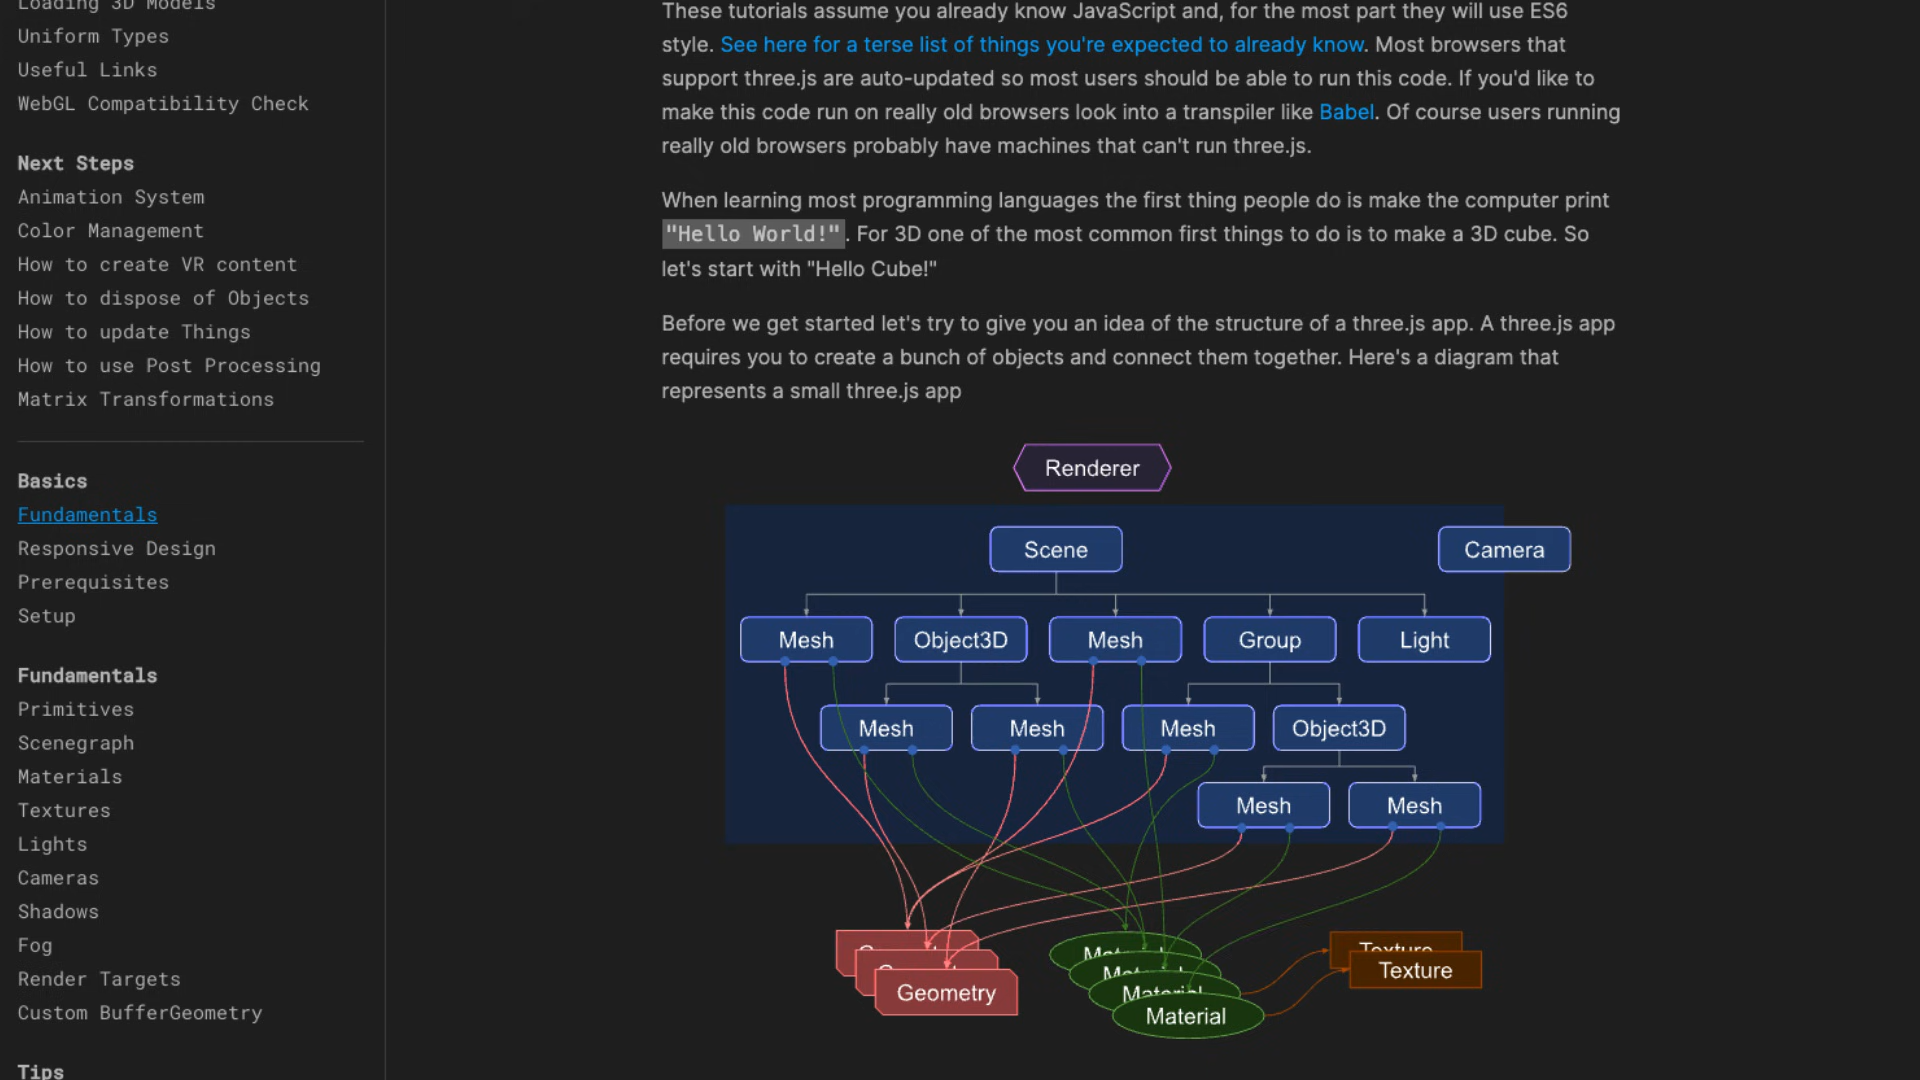 Loading 3D Models
Uniform Types
Useful Links
WebGL Compatibility Check
Next Steps
Animation System
Color Management
How to create VR content
How to dispose of Objects
How to update Things
How to use Post Processing
Matrix Transformations
Basics
Fundamentals
Responsive Design
Prerequisites
Setup
Fundamentals
Primitives
Scenegraph
Materials
Textures
Lights
Cameras
Shadows
Fog
Render Targets
Custom BufferGeometry
Tips
These tutorials assume you already know JavaScript and, for the most part they will use ES6
style. See here for a terse list of things you're expected to already know. Most browsers that
support three.js are auto-updated so most users should be able to run this code. If you'd like to
make this code run on really old browsers look into a transpiler like Babel. Of course users running
really old browsers probably have machines that can't run three.js.
When learning most programming languages the first thing people do is make the computer print
"Hello World!". For 3D one of the most common first things to do is to make a 3D cube. So
let's start with "Hello Cube!"
Before we get started let's try to give you an idea of the structure of a three.js app. A three.js app
requires you to create a bunch of objects and connect them together. Here's a diagram that
represents a small three.js app
Renderer
Scene
Camera
Mesh
Object3D
Mesh
Group
Light
Mesh
Mesh
Mesh
Object3D
Mesh
Mesh
Texture
Texture
Geometry
Material
Material